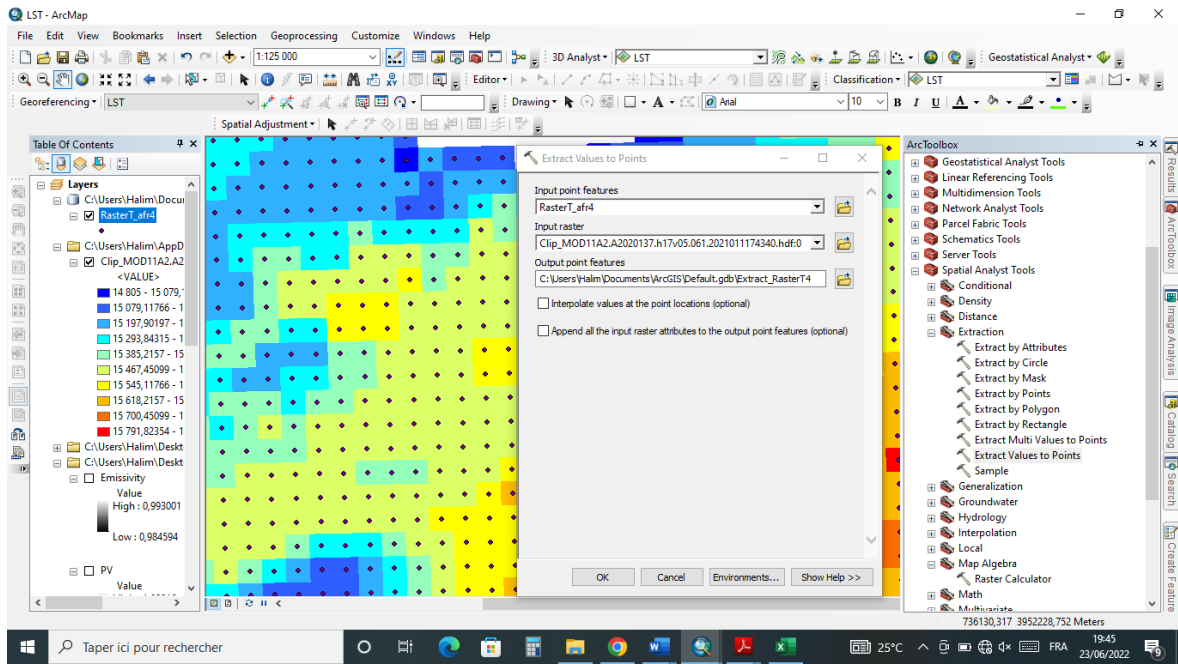 LST - ArcMap
File Edit View Bookmarks Insert Selection Geoprocessing Customize Windows Help
1:125 000
3D Analyst LST
Geostatistical Analyst
Editor
Classification LST
Georeferencing LST
Drawing A Arial 10 B I U A
Spatial Adjustment
Table Of Contents
Layers
C:\Users\Halim\Docur
RasterT_afr4
C:\Users\Halim\AppD
Clip_MOD11A2.A2
<VALUE>
14 805 - 15 079,
15 079,11766 - 1
15 197,90197 - 1
15 293,84315 - 1
15 385,2157 - 15
15 467,45099 - 1
15 545,11766 - 1
15 618,2157 - 15
15 700,45099 - 1
15 791,82354 - 1
C:\Users\Halim\Deskt
C:\Users\Halim\Deskt
Emissivity
Value
High : 0,993001
Low : 0,984594
PV
Value
Extract Values to Points
Input point features
RasterT_afr4
Input raster
Clip_MOD11A2.A2020137.h17v05.061.2021011174340.hdf:0
Output point features
C:\Users\Halim\Documents\ArcGIS\Default.gdb\Extract_RasterT4
Interpolate values at the point locations (optional)
Append all the input raster attributes to the output point features (optional)
OK Cancel Environments... Show Help >>
ArcToolbox
Geostatistical Analyst Tools
Linear Referencing Tools
Multidimension Tools
Network Analyst Tools
Parcel Fabric Tools
Schematics Tools
Server Tools
Spatial Analyst Tools
Conditional
Density
Distance
Extraction
Extract by Attributes
Extract by Circle
Extract by Mask
Extract by Points
Extract by Polygon
Extract by Rectangle
Extract Multi Values to Points
Extract Values to Points
Sample
Generalization
Groundwater
Hydrology
Interpolation
Local
Map Algebra
Raster Calculator
Math
Multivariate
Results
ArcToolbox
Image Analysis
Catalog
Search
Create Feature
736130,317 3952228,752 Meters
Taper ici pour rechercher
25°C
FRA
19:45
23/06/2022